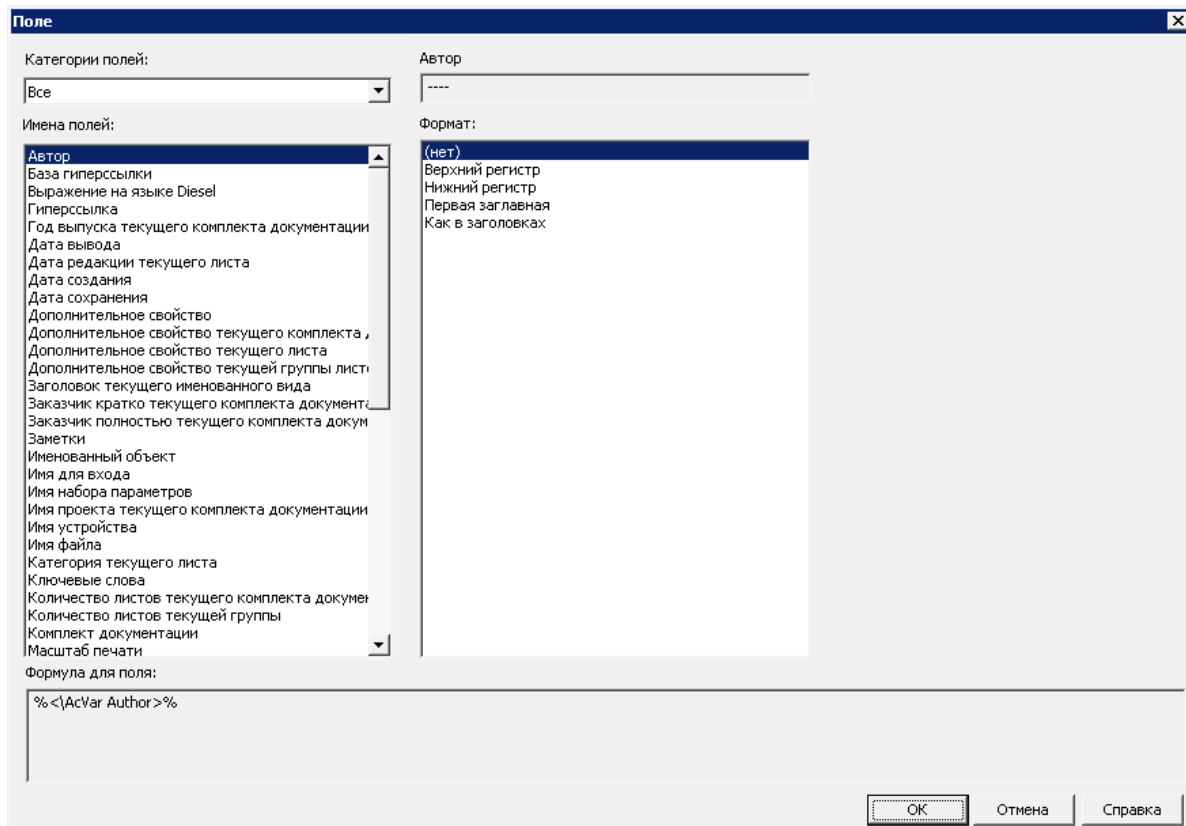 Поле
Категории полей:
Все
Имена полей:
Автор
База гиперссылки
Выражение на языке Diesel
Гиперссылка
Год выпуска текущего комплекта документации
Дата вывода
Дата редакции текущего листа
Дата создания
Дата сохранения
Дополнительное свойство
Дополнительное свойство текущего комплекта д
Дополнительное свойство текущего листа
Дополнительное свойство текущей группы листо
Заголовок текущего именованного вида
Заказчик кратко текущего комплекта документа
Заказчик полностью текущего комплекта докум
Заметки
Именованный объект
Имя для входа
Имя набора параметров
Имя проекта текущего комплекта документации
Имя устройства
Имя файла
Категория текущего листа
Ключевые слова
Количество листов текущего комплекта докумен
Количество листов текущей группы
Комплект документации
Масштаб печати
Автор
----
Формат:
(нет)
Верхний регистр
Нижний регистр
Первая заглавная
Как в заголовках
Формула для поля:
%<\AcVar Author>%
ОК
Отмена
Справка